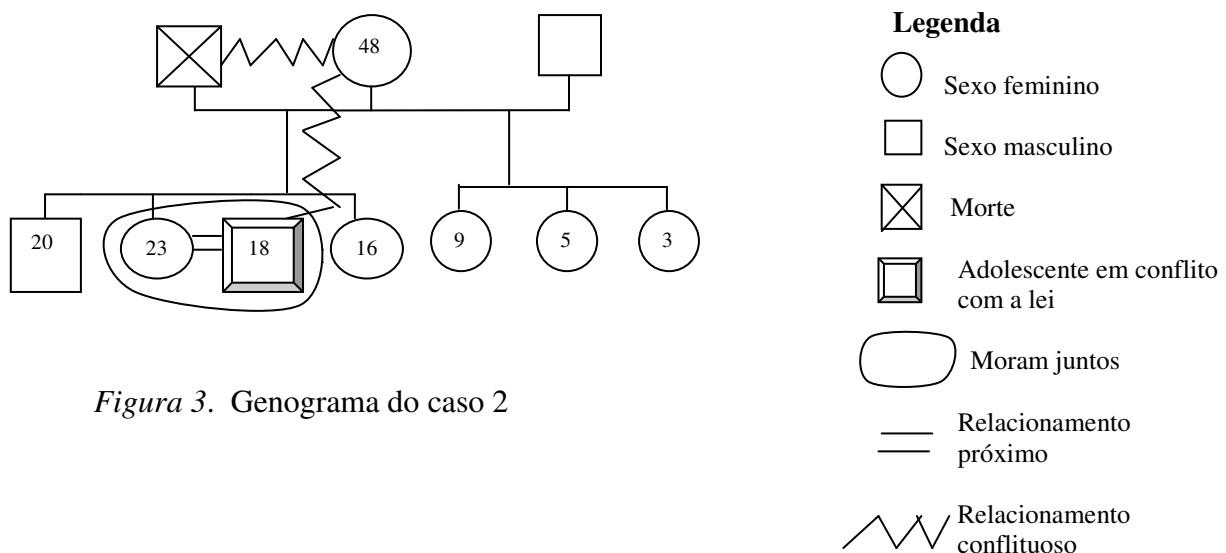 48
20
23
18
16
9
5
3
Figura 3. Genograma do caso 2
Legenda
Sexo feminino
Sexo masculino
Morte
Adolescente em conflito
com a lei
Moram juntos
Relacionamento
próximo
Relacionamento
conflituoso